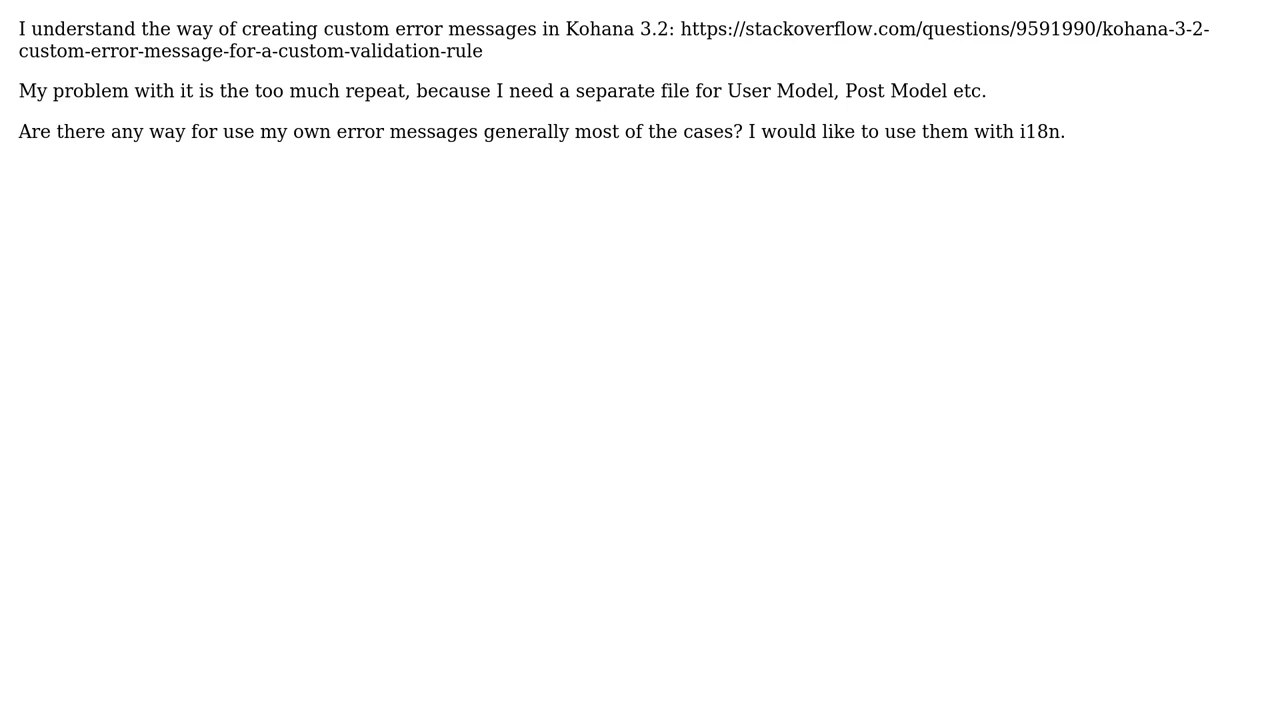 I understand the way of creating custom error messages in Kohana 3.2: https://stackoverflow.com/questions/9591990/kohana-3-2-
custom-error-message-for-a-custom-validation-rule
My problem with it is the too much repeat, because I need a separate file for User Model, Post Model etc.
Are there any way for use my own error messages generally most of the cases? I would like to use them with i18n.